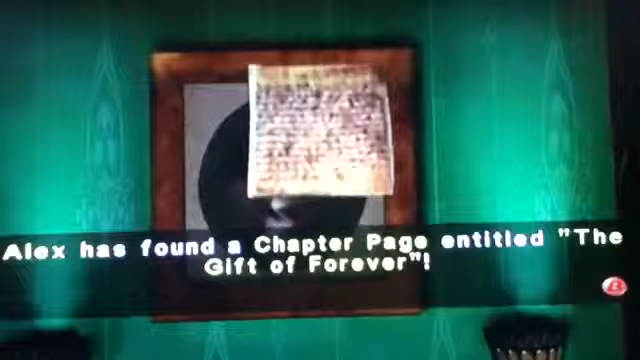 Alex has found a Chapter Page entitled "The
Gift of Forever"!
B